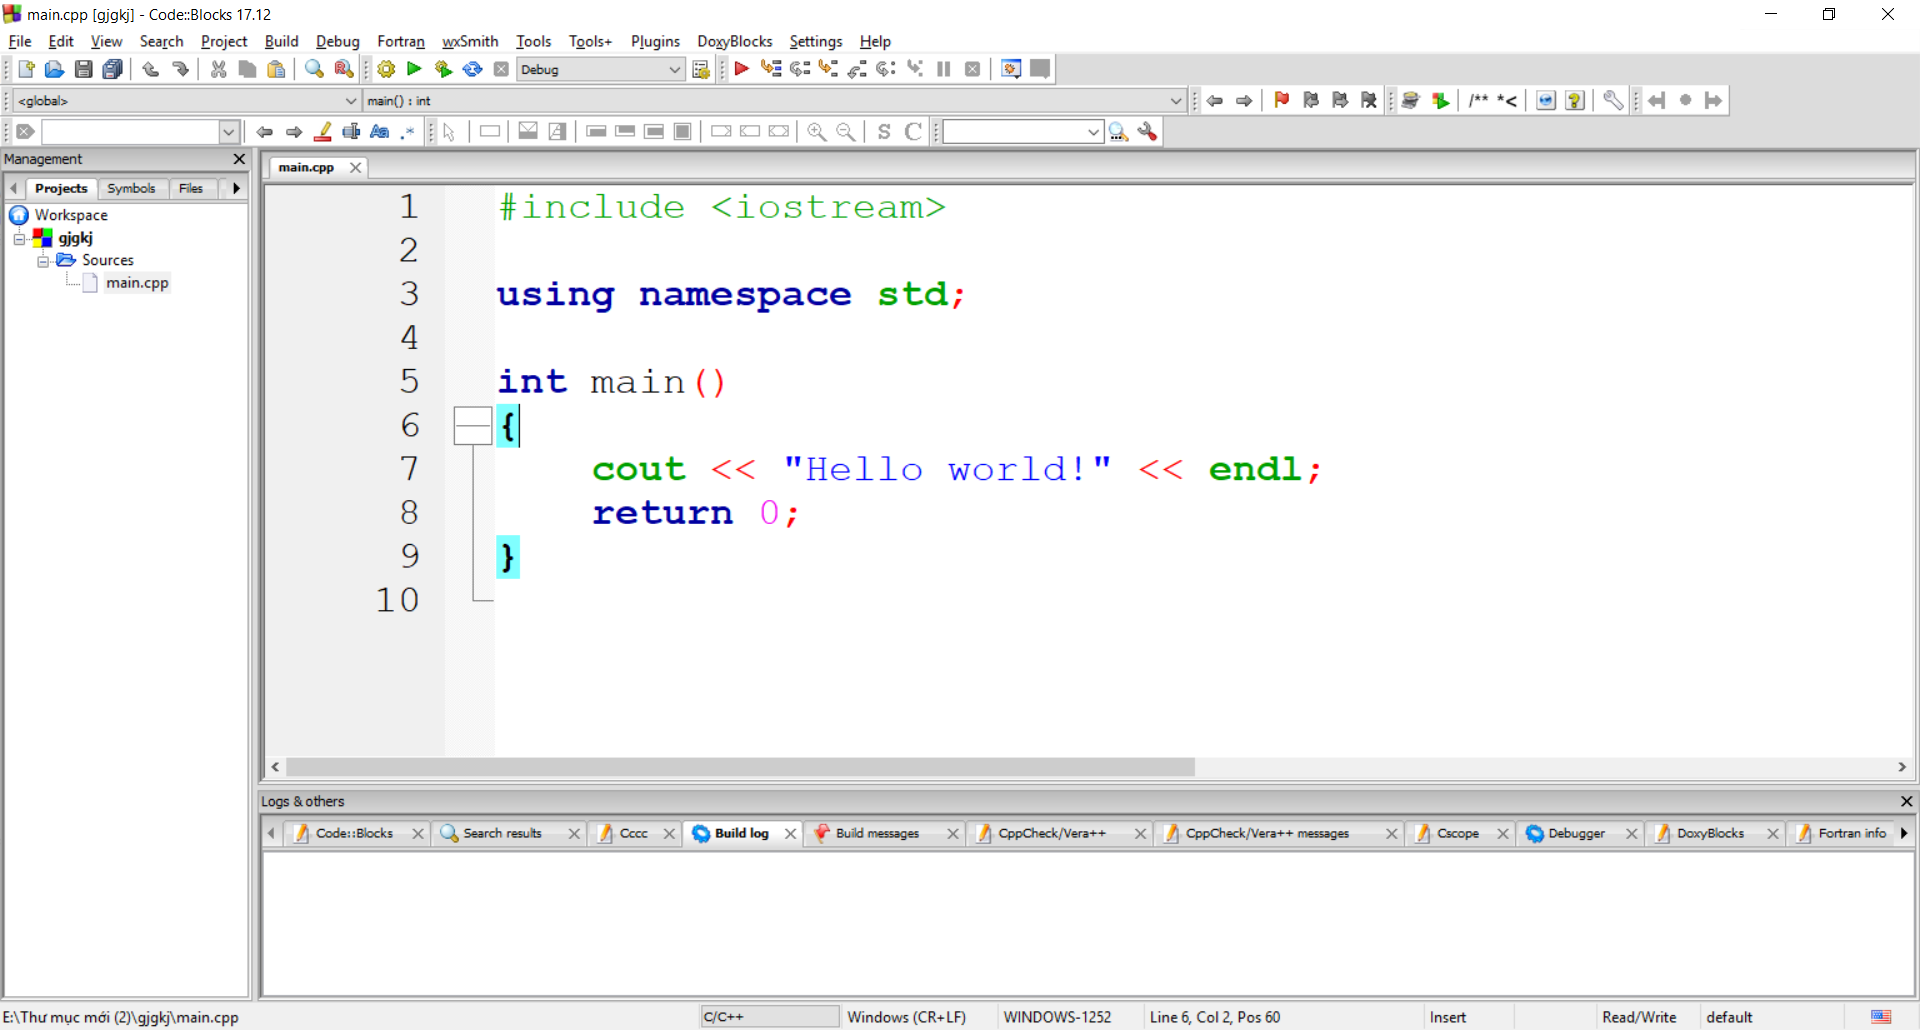 main.cpp [gjgkj] - Code::Blocks 17.12
File Edit View Search Project Build Debug Fortran wxSmith Tools Tools+ Plugins DoxyBlocks Settings Help
Debug
<global> main() : int
/** *<
S C
Management
Projects Symbols Files
Workspace
gjgkj
Sources
main.cpp
main.cpp
1 #include <iostream>
2
3 using namespace std;
4
5 int main()
6 {
7 cout << "Hello world!" << endl;
8 return 0;
9 }
10
Logs & others
Code::Blocks Search results Cccc Build log Build messages CppCheck/Vera++ CppCheck/Vera++ messages Cscope Debugger DoxyBlocks Fortran info
E:\Thư mục mới (2)\gjgkj\main.cpp C/C++ Windows (CR+LF) WINDOWS-1252 Line 6, Col 2, Pos 60 Insert Read/Write default